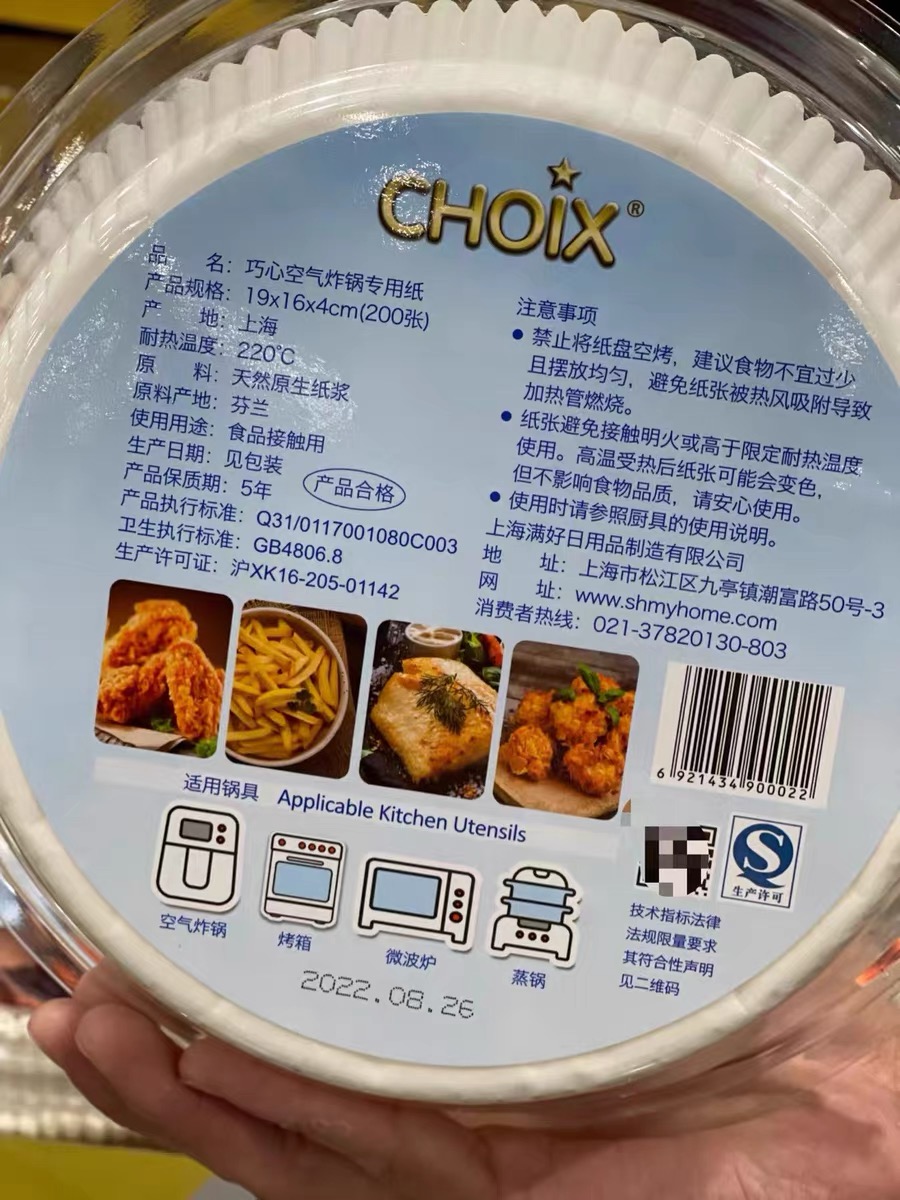 CHOIX®
品 名：巧心空气炸锅专用纸
产品规格：19x16x4cm(200张)
产 地：上海
耐热温度：220℃
原 料：天然原生纸浆
原料产地：芬兰
使用用途：食品接触用
生产日期：见包装
产品保质期：5年
产品合格
产品执行标准：Q31/0117001080C003
卫生执行标准：GB4806.8
生产许可证：沪XK16-205-01142
注意事项
● 禁止将纸盘空烤，建议食物不宜过少
且摆放均匀，避免纸张被热风吸附导致
加热管燃烧。
● 纸张避免接触明火或高于限定耐热温度
使用。高温受热后纸张可能会变色，
但不影响食物品质，请安心使用。
● 使用时请参照厨具的使用说明。
上海满好日用品制造有限公司
地 址：上海市松江区九亭镇潮富路50号-3
网 址：www.shmyhome.com
消费者热线：021-37820130-803
6 921434 900022
适用锅具 Applicable Kitchen Utensils
空气炸锅
烤箱
微波炉
蒸锅
生产许可
技术指标法律
法规限量要求
其符合性声明
见二维码
2022.08.26